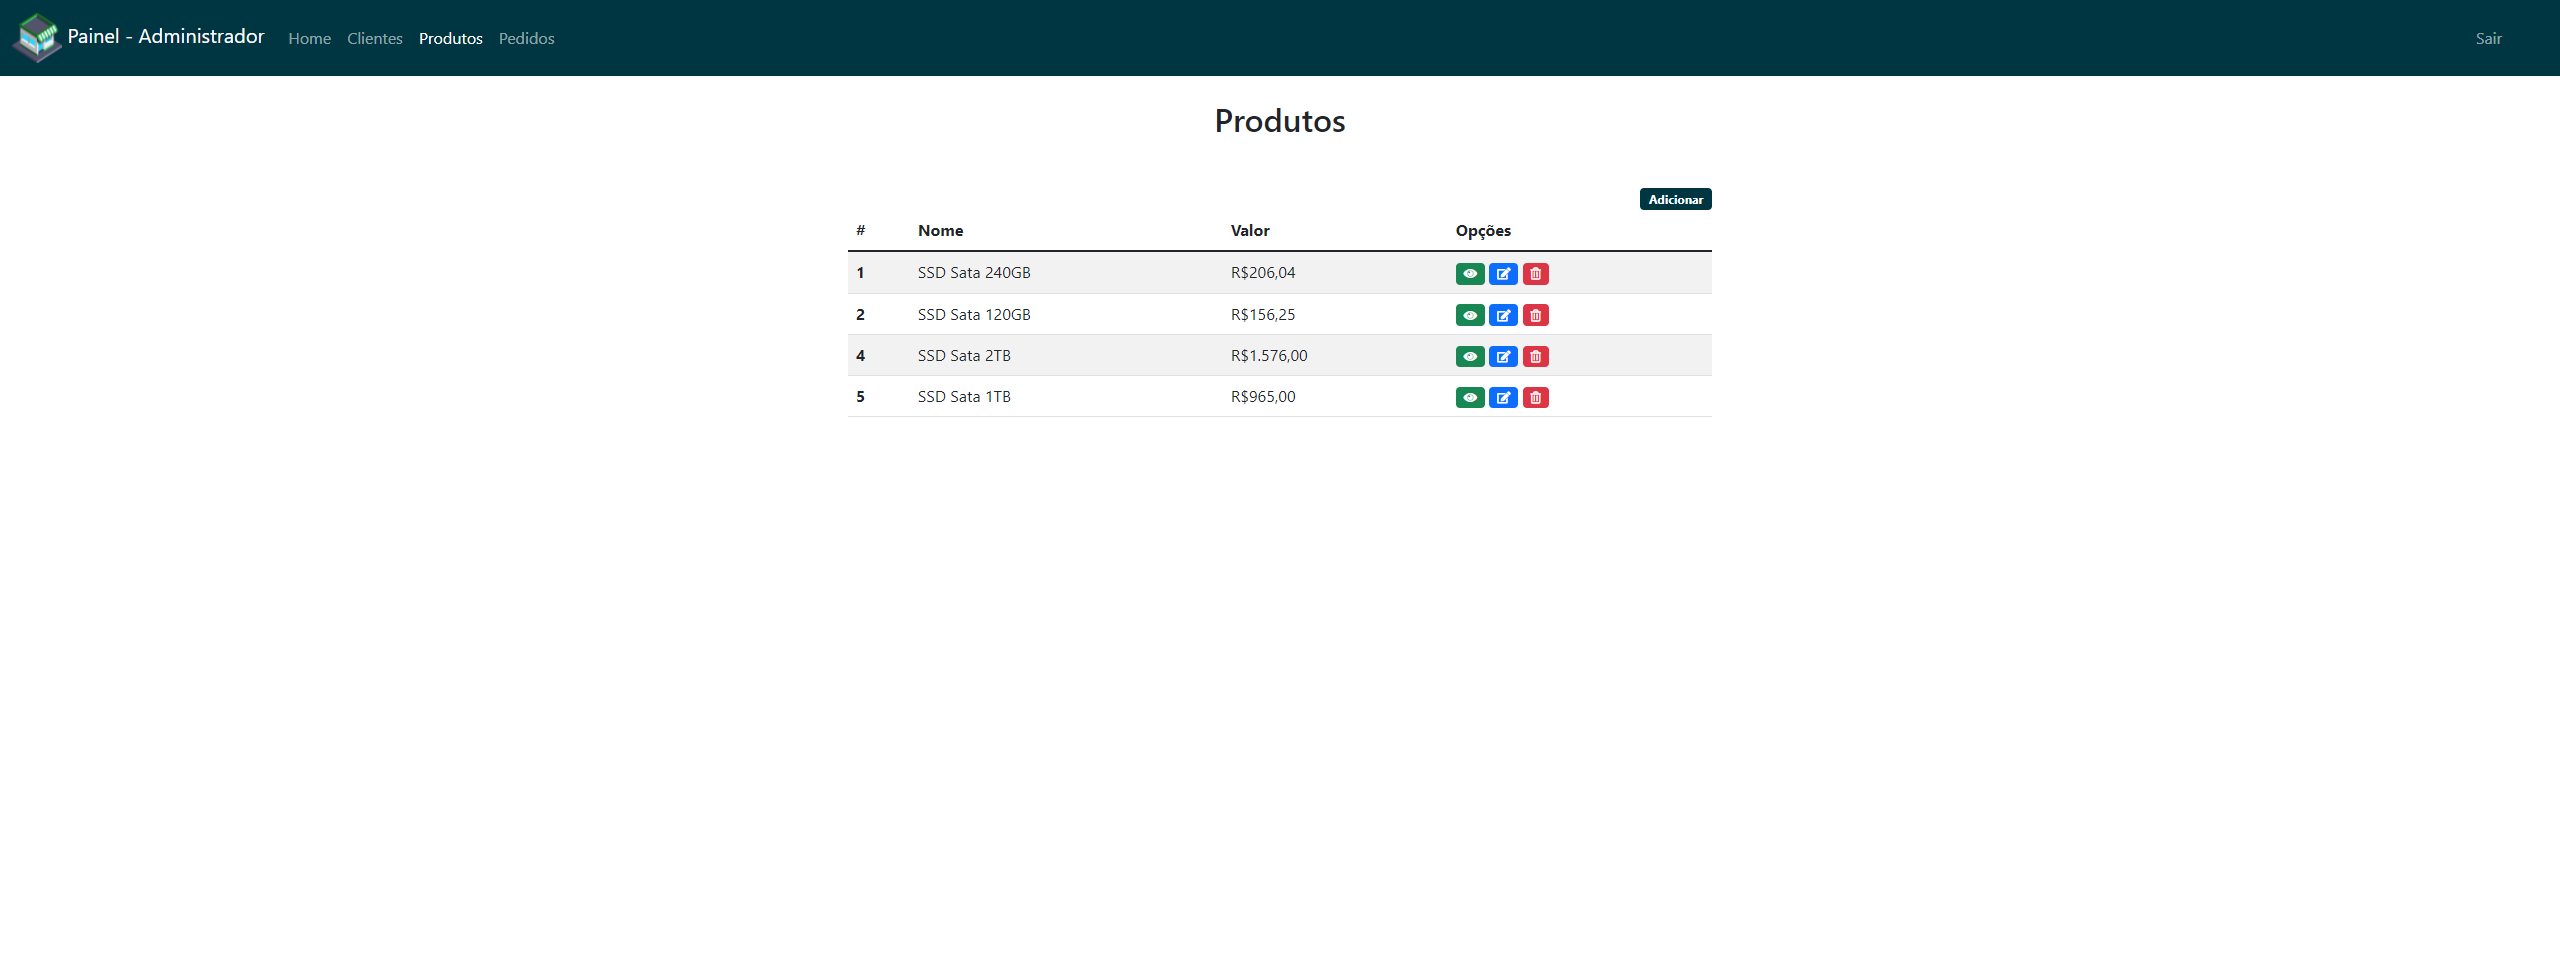 Painel - Administrador Home Clientes Produtos Pedidos Sair
Produtos
Adicionar
# Nome Valor Opções
1 SSD Sata 240GB R$206,04
2 SSD Sata 120GB R$156,25
4 SSD Sata 2TB R$1.576,00
5 SSD Sata 1TB R$965,00